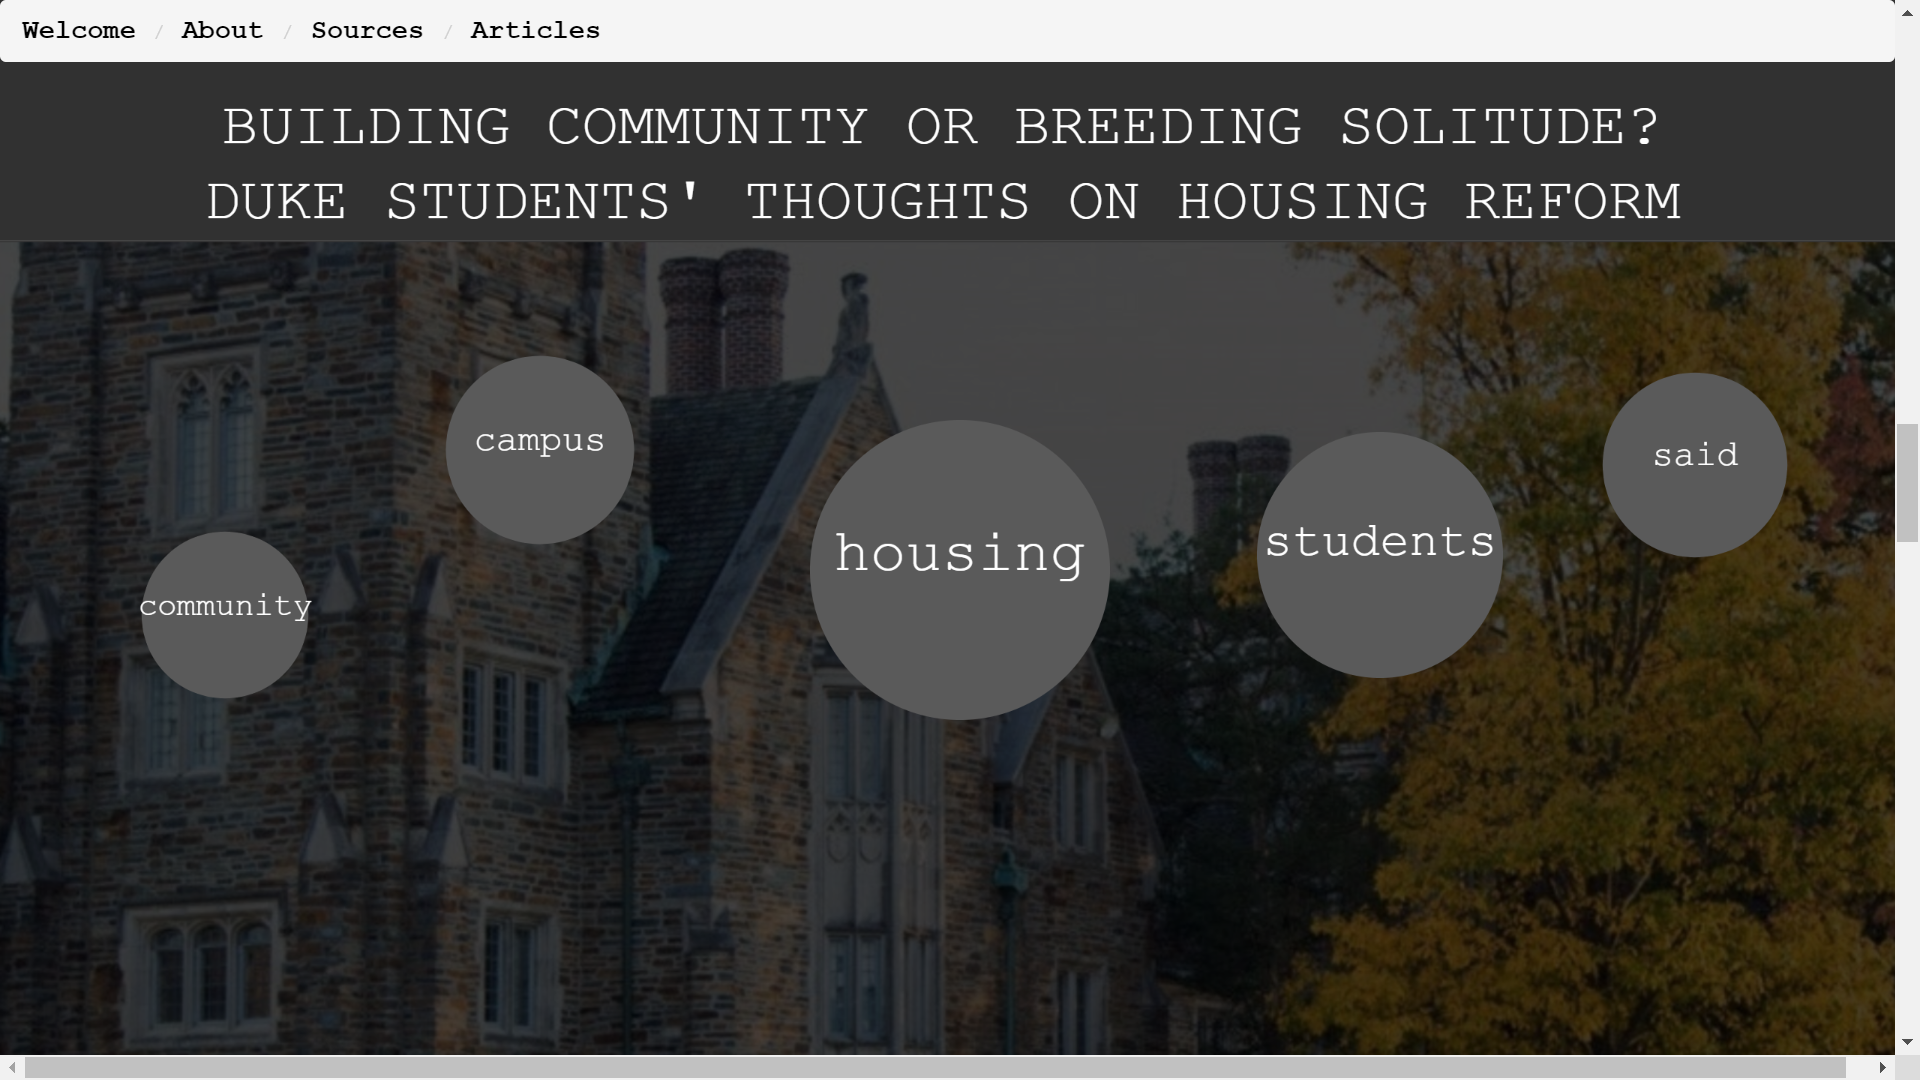 Welcome / About / Sources / Articles
BUILDING COMMUNITY OR BREEDING SOLITUDE?
DUKE STUDENTS' THOUGHTS ON HOUSING REFORM
campus
said
housing
students
community